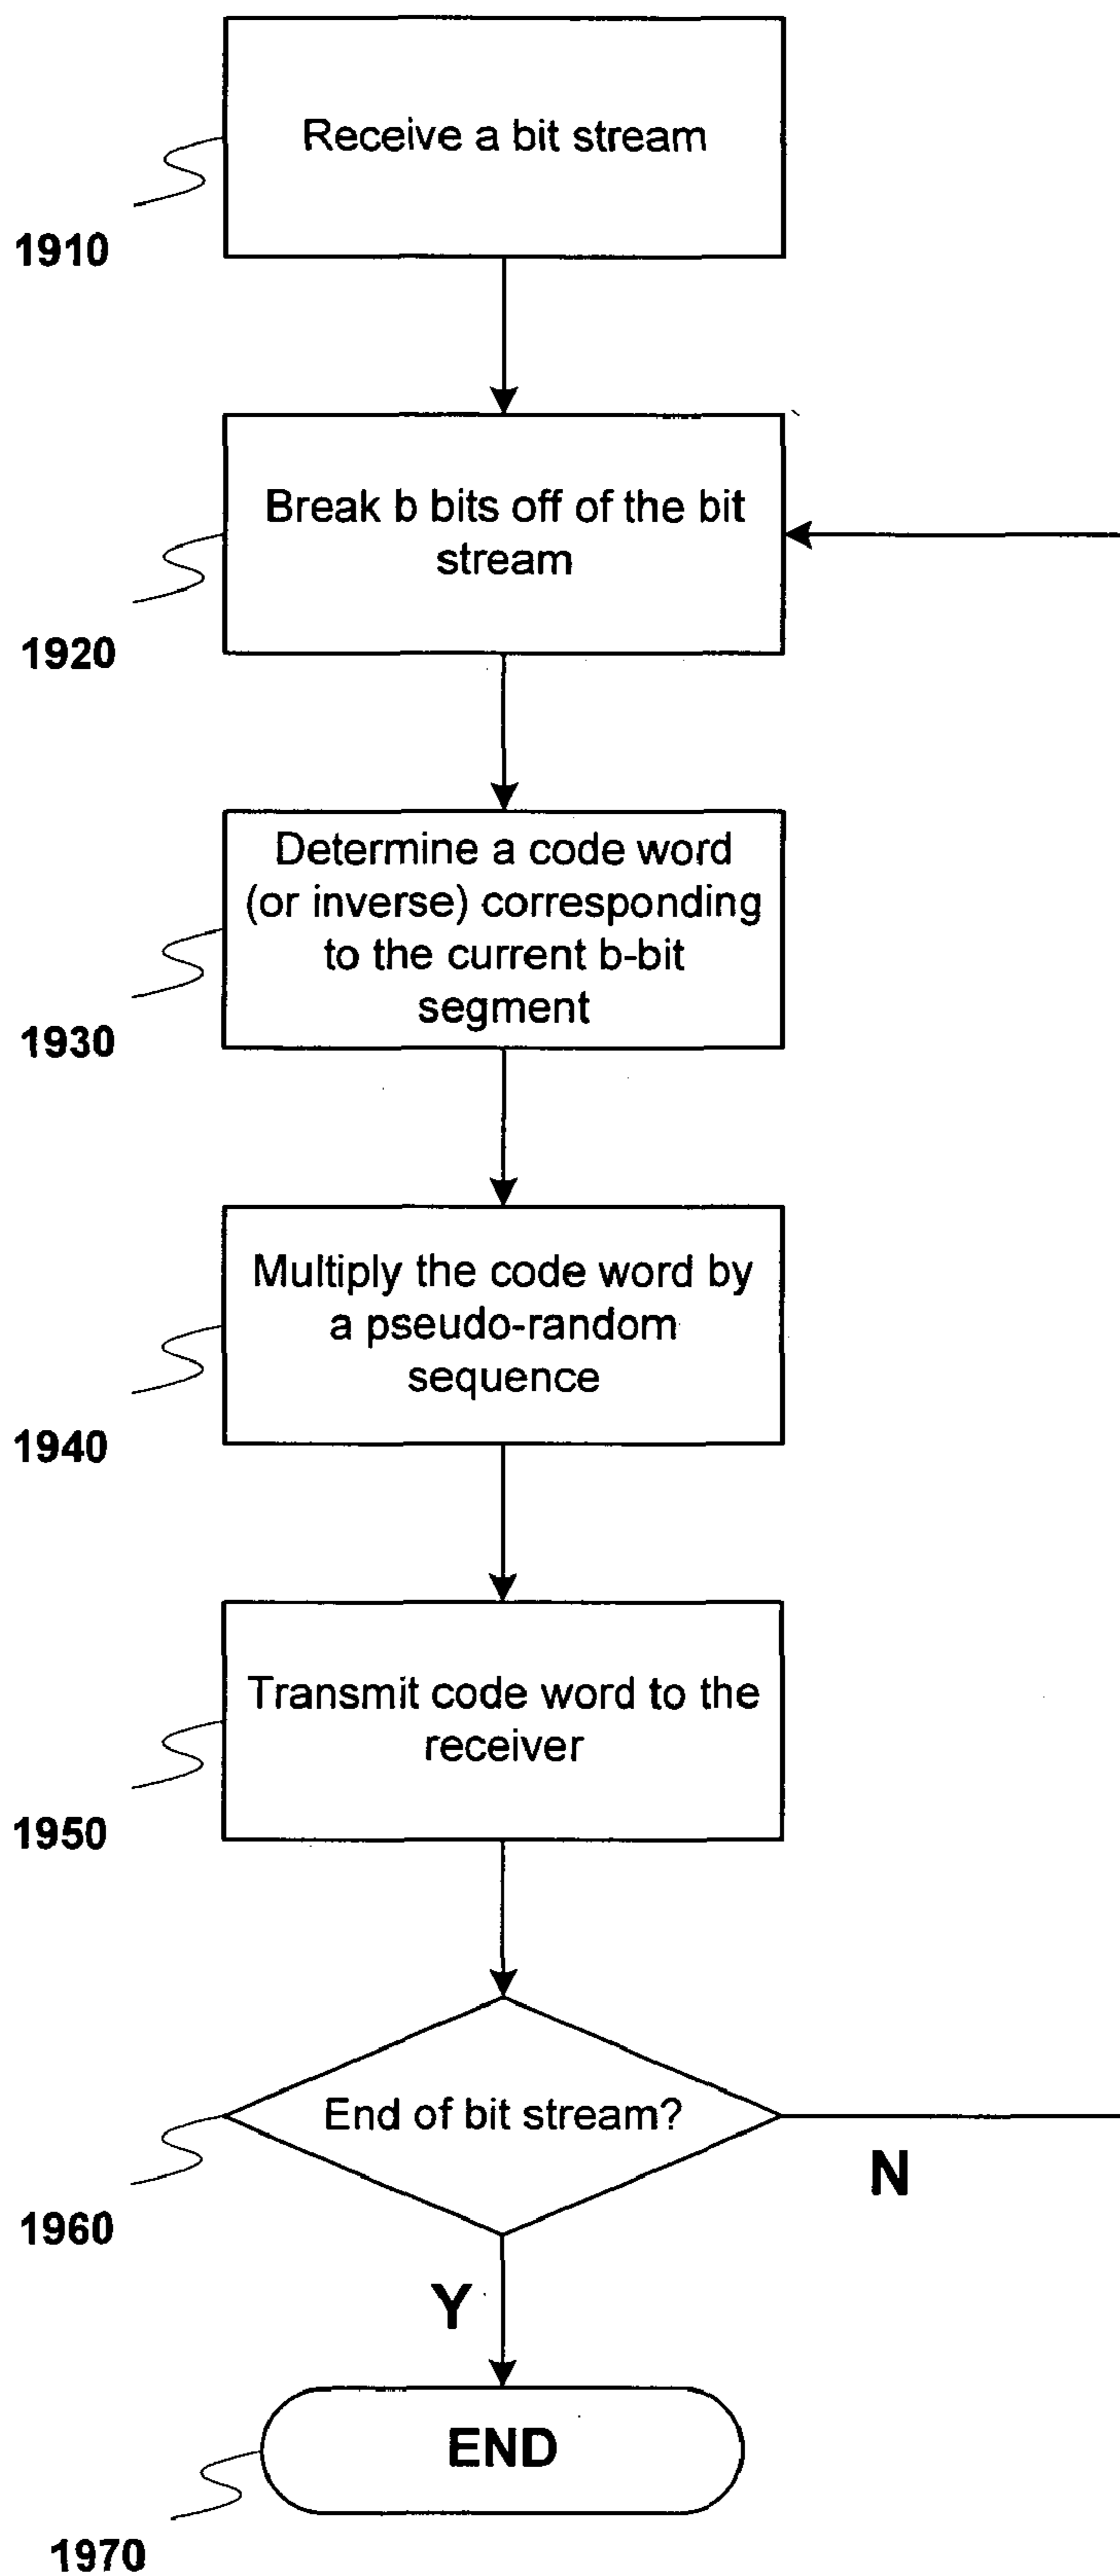 Receive a bit stream
1910
Break b bits off of the bit
stream
1920
Determine a code word
(or inverse) corresponding
to the current b-bit
segment
1930
Multiply the code word by
a pseudo-random
sequence
1940
Transmit code word to the
receiver
1950
End of bit stream?
N
1960
Y
END
1970